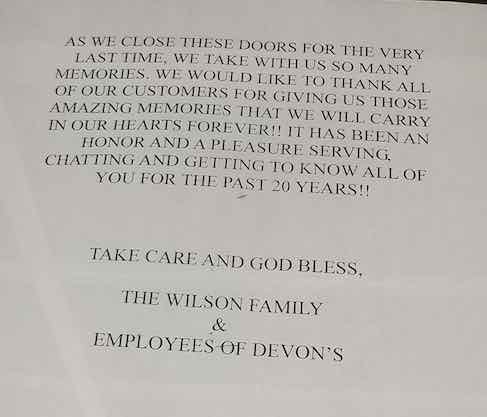 AS WE CLOSE THESE DOORS FOR THE VERY
LAST TIME, WE TAKE WITH US SO MANY
MEMORIES. WE WOULD LIKE TO THANK ALL
OF OUR CUSTOMERS FOR GIVING US THOSE
AMAZING MEMORIES THAT WE WILL CARRY
IN OUR HEARTS FOREVER!! IT HAS BEEN AN
HONOR AND A PLEASURE SERVING,
CHATTING AND GETTING TO KNOW ALL OF
YOU FOR THE PAST 20 YEARS!!
TAKE CARE AND GOD BLESS,
THE WILSON FAMILY
&
EMPLOYEES OF DEVON'S